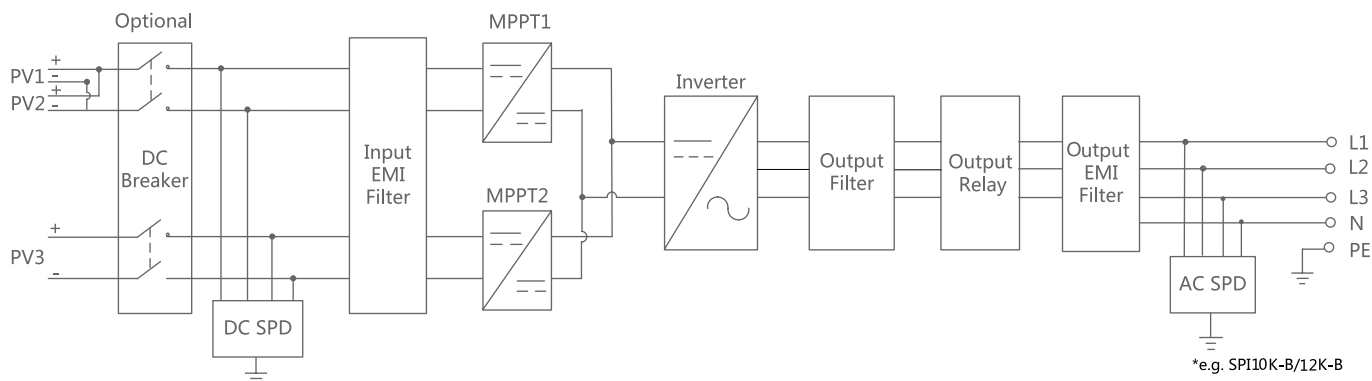 Optional
MPPT1
+
PV1
-
+
PV2
-
DC
Breaker
Input
EMI
Filter
Inverter
Output
Filter
Output
Relay
Output
EMI
Filter
L1
L2
L3
N
PE
MPPT2
+
PV3
-
DC SPD
AC SPD
*e.g. SPI10K-B/12K-B